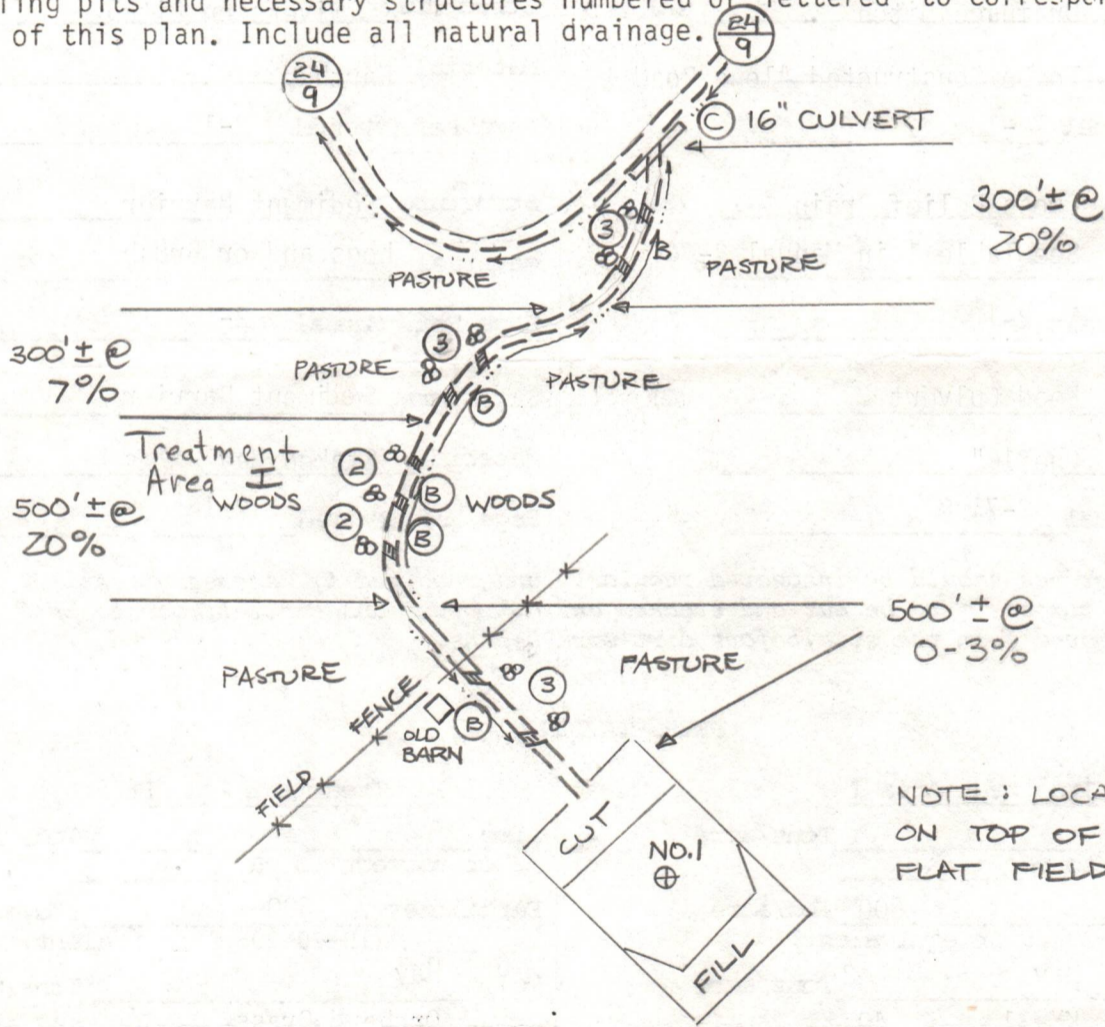 ring pits and necessary structures numbered or lettered to correspo
of this plan. Include all natural drainage.
24
9
24
9
C 16" CULVERT
300'± @
20%
3
B
PASTURE
PASTURE
300'± @
7%
3
PASTURE
PASTURE
B
Treatment
Area I
2
B
WOODS
WOODS
500'± @
20%
2
B
500'± @
0-3%
PASTURE
PASTURE
3
FENCE
B
OLD
BARN
FIELD
CUT
NO.1
FILL
NOTE: LOCA
ON TOP OF
FLAT FIELD